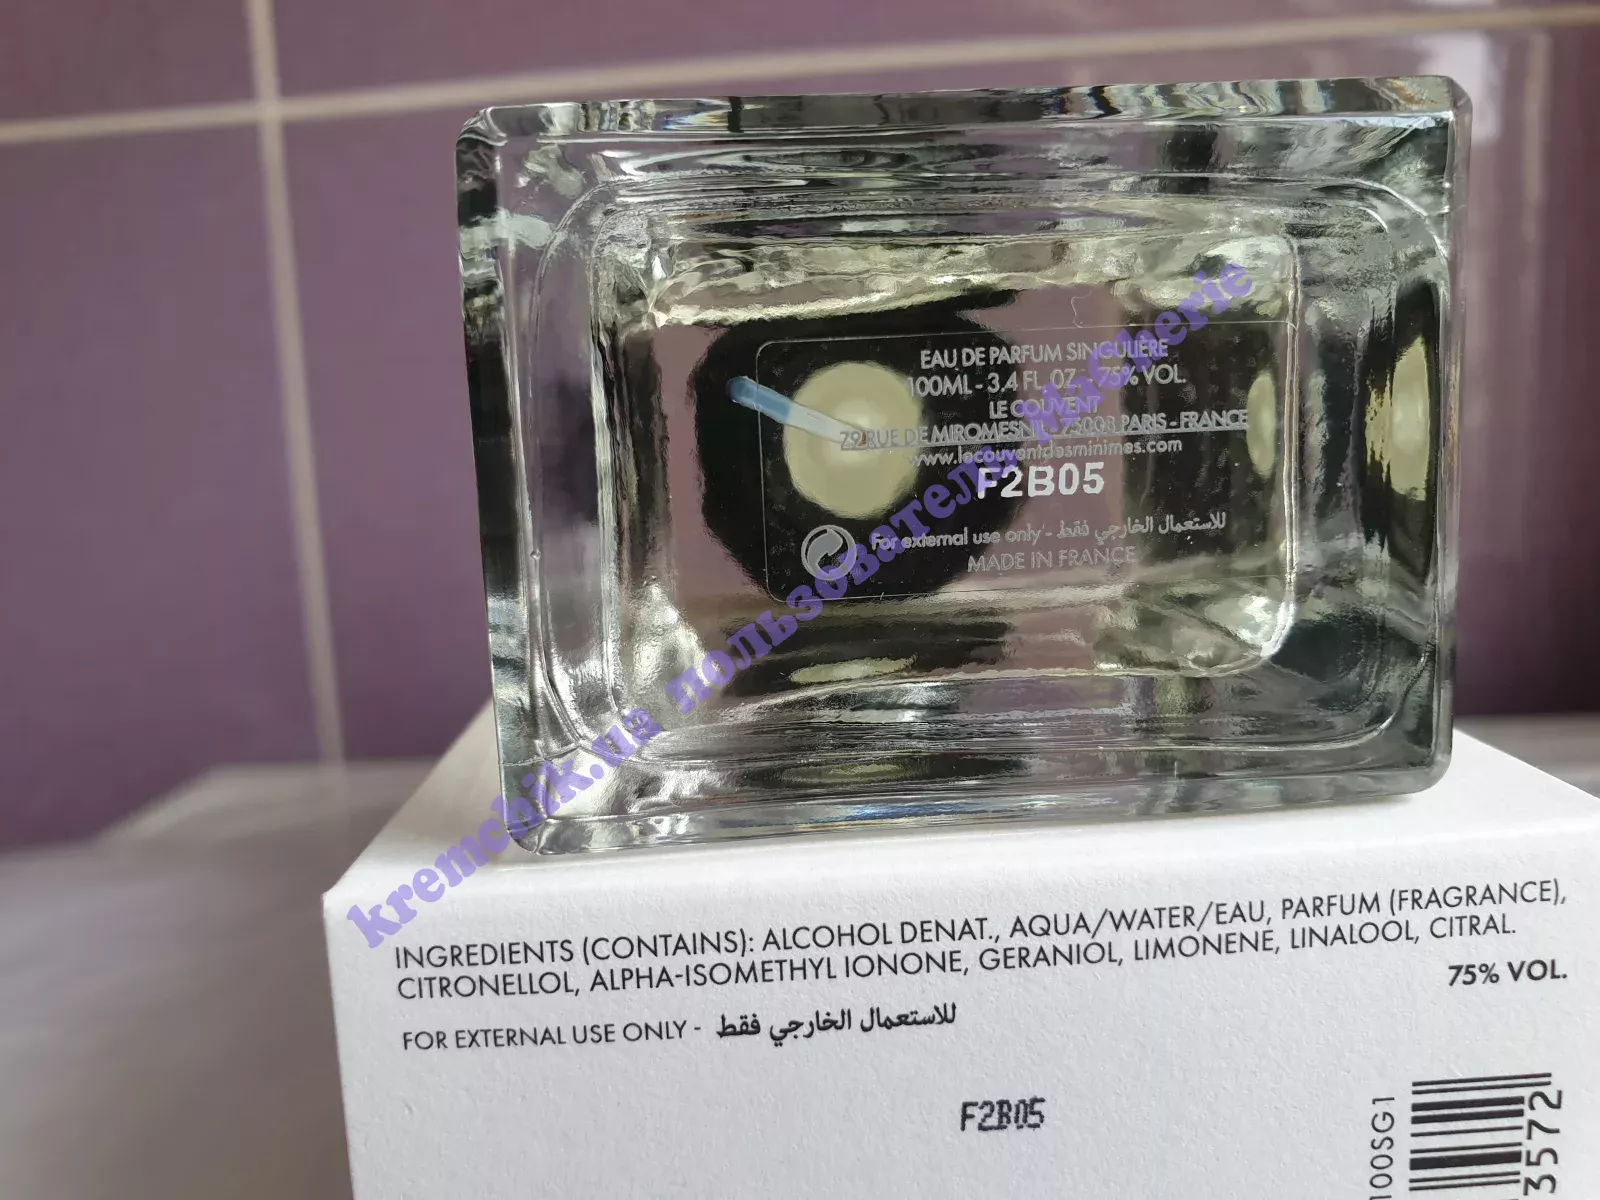 EAU DE PARFUM SINGULIÈRE
100ML - 3.4 FL. OZ. - 75% VOL.
LE COUVENT
79 RUE DE MIROMESNIL - 75008 PARIS - FRANCE
www.lecouventdesminimes.com
F2B05
For external use only - للاستعمال الخارجي فقط
MADE IN FRANCE
kremchik.ua пользователь Macherie
INGREDIENTS (CONTAINS): ALCOHOL DENAT., AQUA/WATER/EAU, PARFUM (FRAGRANCE),
CITRONELLOL, ALPHA-ISOMETHYL IONONE, GERANIOL, LIMONENE, LINALOOL, CITRAL.
75% VOL.
FOR EXTERNAL USE ONLY - للاستعمال الخارجي فقط
F2B05
100SG1
3572